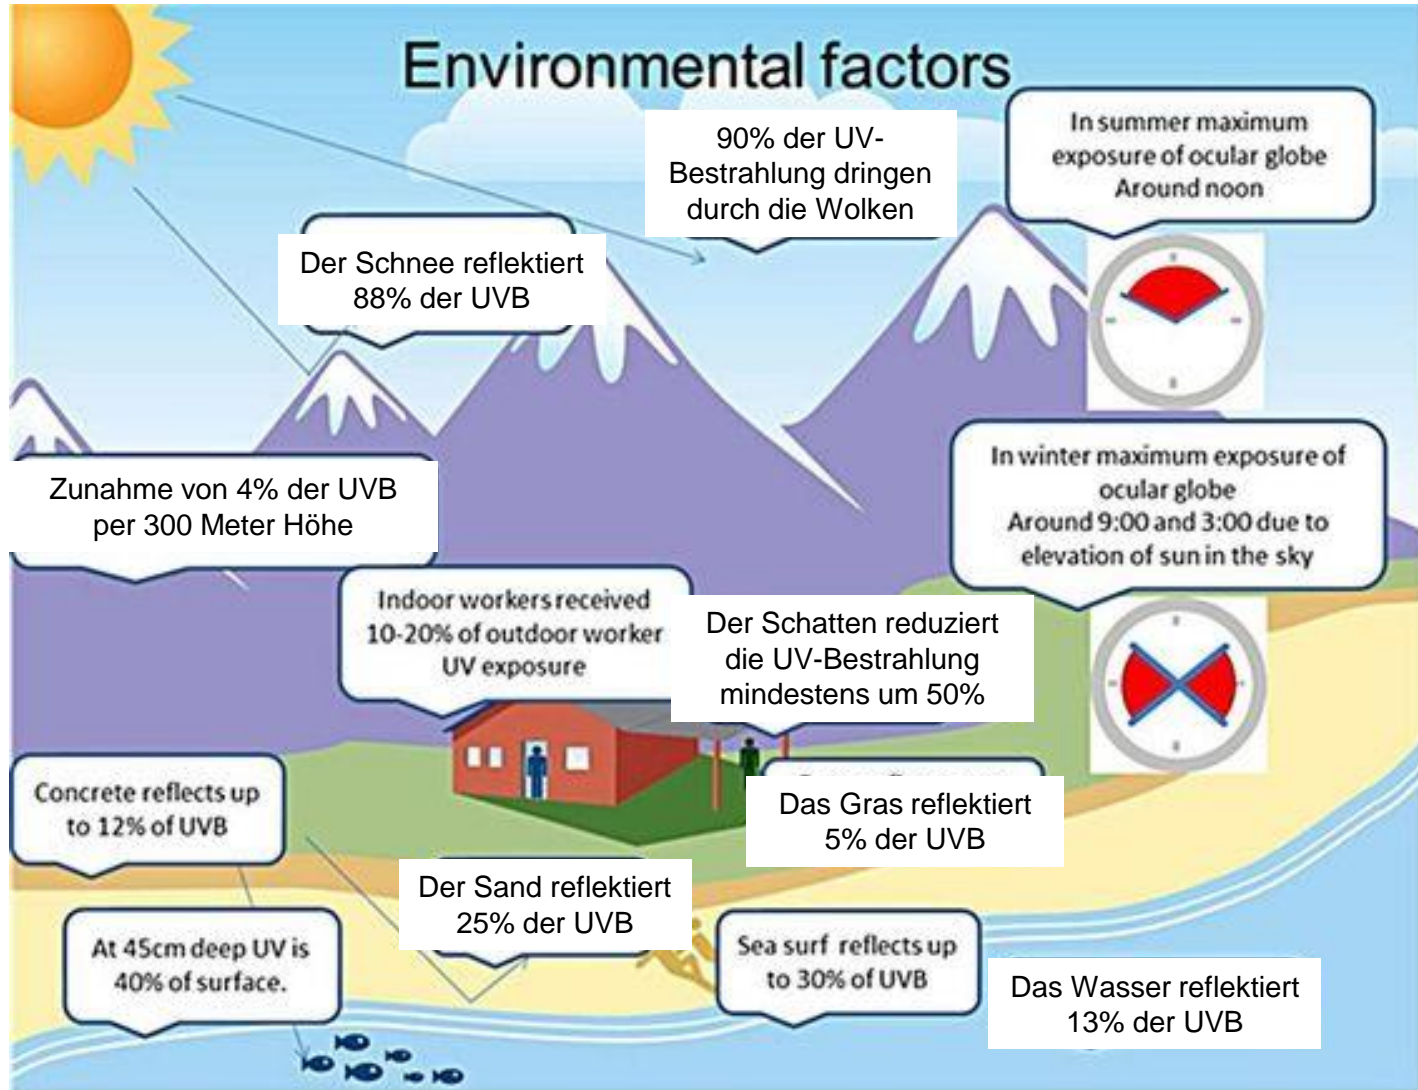 Environmental factors
90% der UV-
Bestrahlung dringen
durch die Wolken
In summer maximum
exposure of ocular globe
Around noon
Der Schnee reflektiert
88% der UVB
Zunahme von 4% der UVB
per 300 Meter Höhe
In winter maximum exposure of
ocular globe
Around 9:00 and 3:00 due to
elevation of sun in the sky
Indoor workers received
10-20% of outdoor worker
UV exposure
Der Schatten reduziert
die UV-Bestrahlung
mindestens um 50%
Concrete reflects up
to 12% of UVB
Das Gras reflektiert
5% der UVB
Der Sand reflektiert
25% der UVB
At 45cm deep UV is
40% of surface.
Sea surf reflects up
to 30% of UVB
Das Wasser reflektiert
13% der UVB